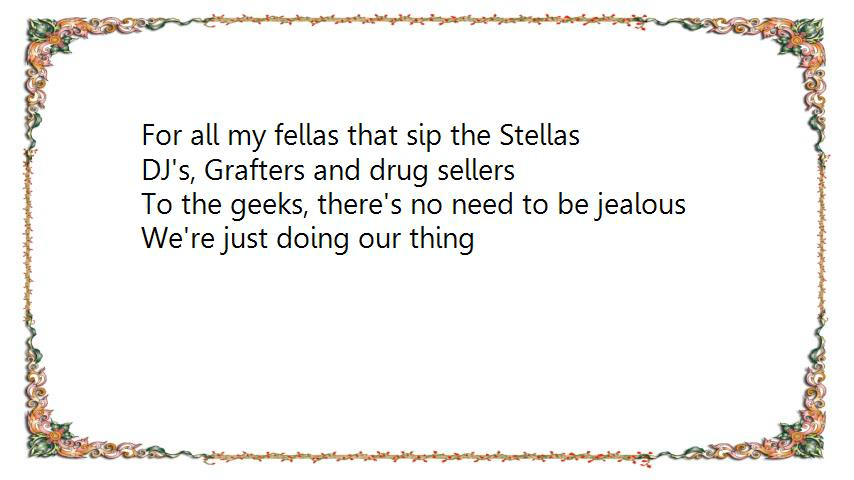 For all my fellas that sip the Stellas
DJ's, Grafters and drug sellers
To the geeks, there's no need to be jealous
We're just doing our thing